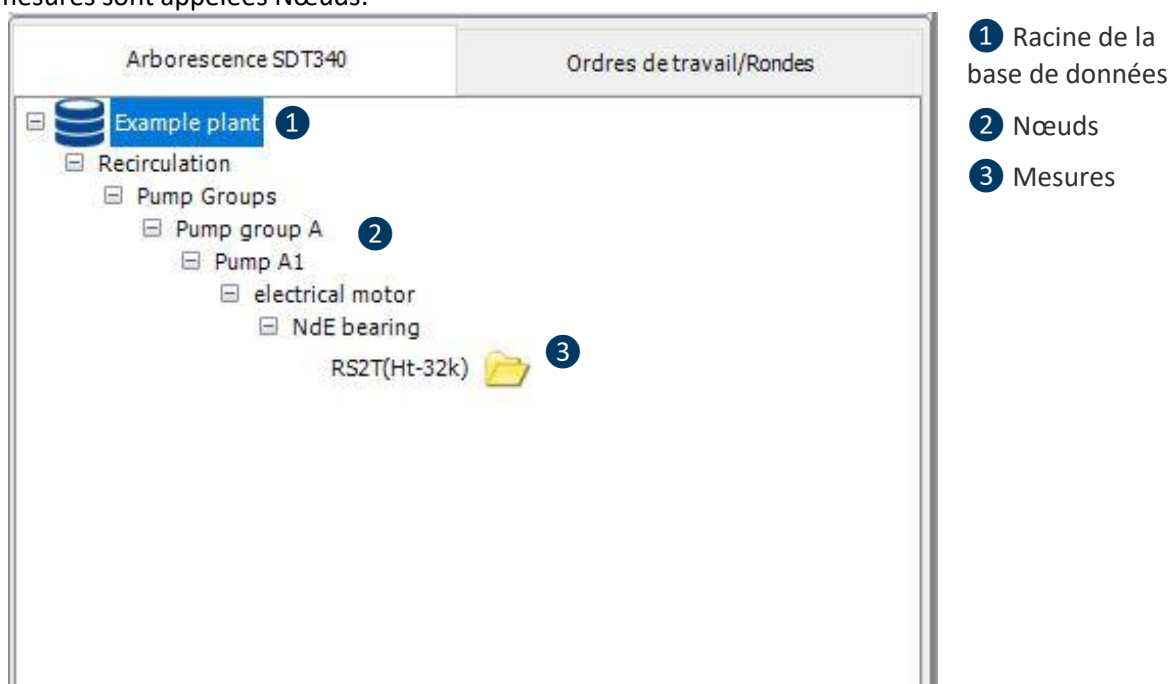 mesures sont appelées Nœuds.
Arborescence SDT340
Ordres de travail/Rondes
Example plant 1
Recirculation
Pump Groups
Pump group A 2
Pump A1
electrical motor
NdE bearing
RS2T(Ht-32k) 3
1 Racine de la
base de données
2 Nœuds
3 Mesures